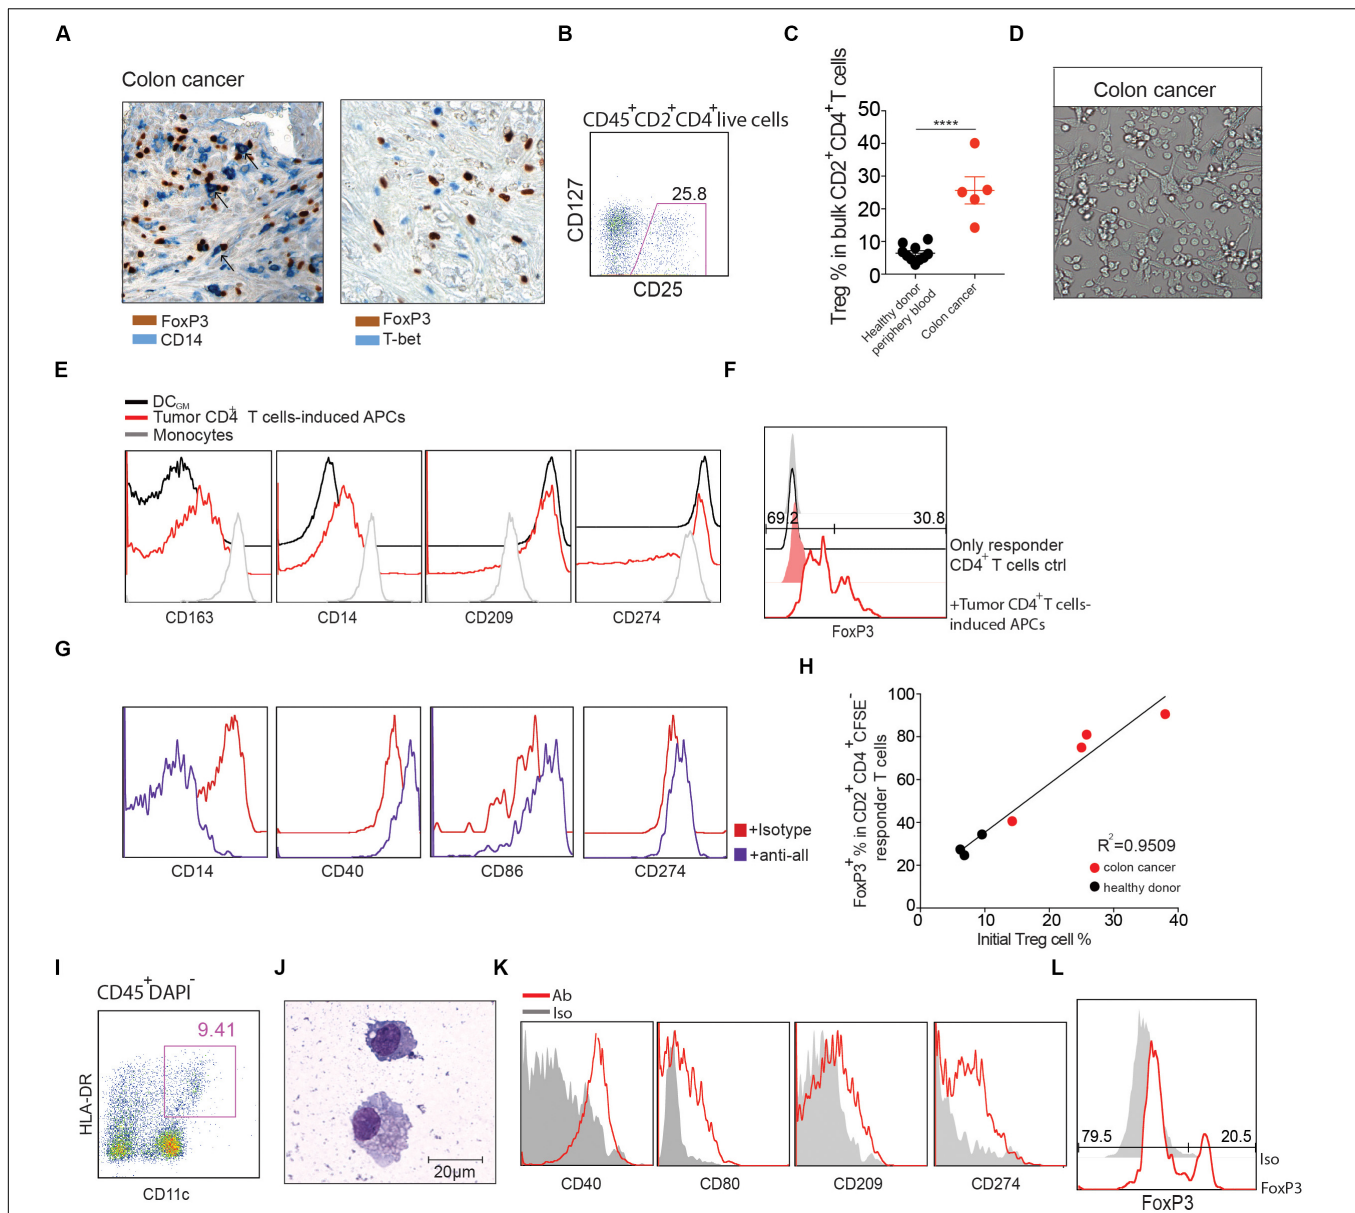 A
B
C
D
Colon cancer
FoxP3
CD14
FoxP3
T-bet
CD45+CD2+CD4+live cells
25.8
CD127
CD25
Treg % in bulk CD2+CD4+T cells
50
40
30
20
10
0
****
Healthy donor
periphery blood
Colon cancer
Colon cancer
E
F
DCGM
Tumor CD4+ T cells-induced APCs
Monocytes
CD163
CD14
CD209
CD274
69.2
30.8
Only responder
CD4+ T cells ctrl
+Tumor CD4+T cells-
induced APCs
FoxP3
G
H
CD14
CD40
CD86
CD274
+Isotype
+anti-all
FoxP3+ % in CD2+CD4+CFSE-
responder T cells
100
80
60
40
20
0
R2=0.9509
colon cancer
healthy donor
0
10
20
30
40
Initial Treg cell %
I
J
K
L
CD45+DAPI-
9.41
HLA-DR
CD11c
20µm
Ab
Iso
CD40
CD80
CD209
CD274
79.5
20.5
Iso
FoxP3
FoxP3